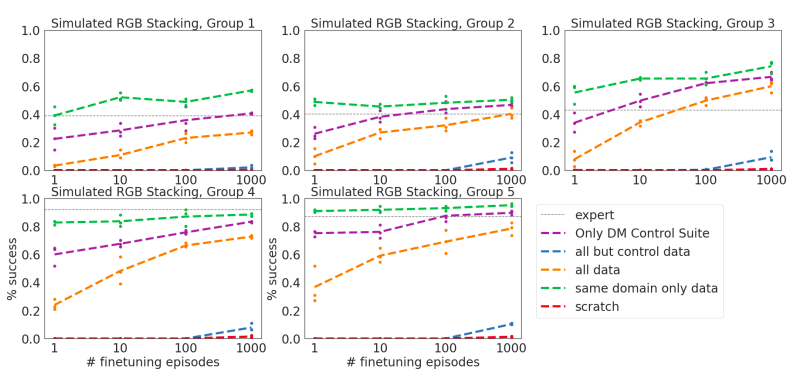 Simulated RGB Stacking, Group 1
1.0
0.8
0.6
0.4
0.2
0.0
1 10 100 1000
Simulated RGB Stacking, Group 2
1.0
0.8
0.6
0.4
0.2
0.0
1 10 100 1000
Simulated RGB Stacking, Group 3
1.0
0.8
0.6
0.4
0.2
0.0
1 10 100 1000
Simulated RGB Stacking, Group 4
% success
1.0
0.8
0.6
0.4
0.2
0.0
1 10 100 1000
# finetuning episodes
Simulated RGB Stacking, Group 5
% success
1.0
0.8
0.6
0.4
0.2
0.0
1 10 100 1000
# finetuning episodes
expert
Only DM Control Suite
all but control data
all data
same domain only data
scratch